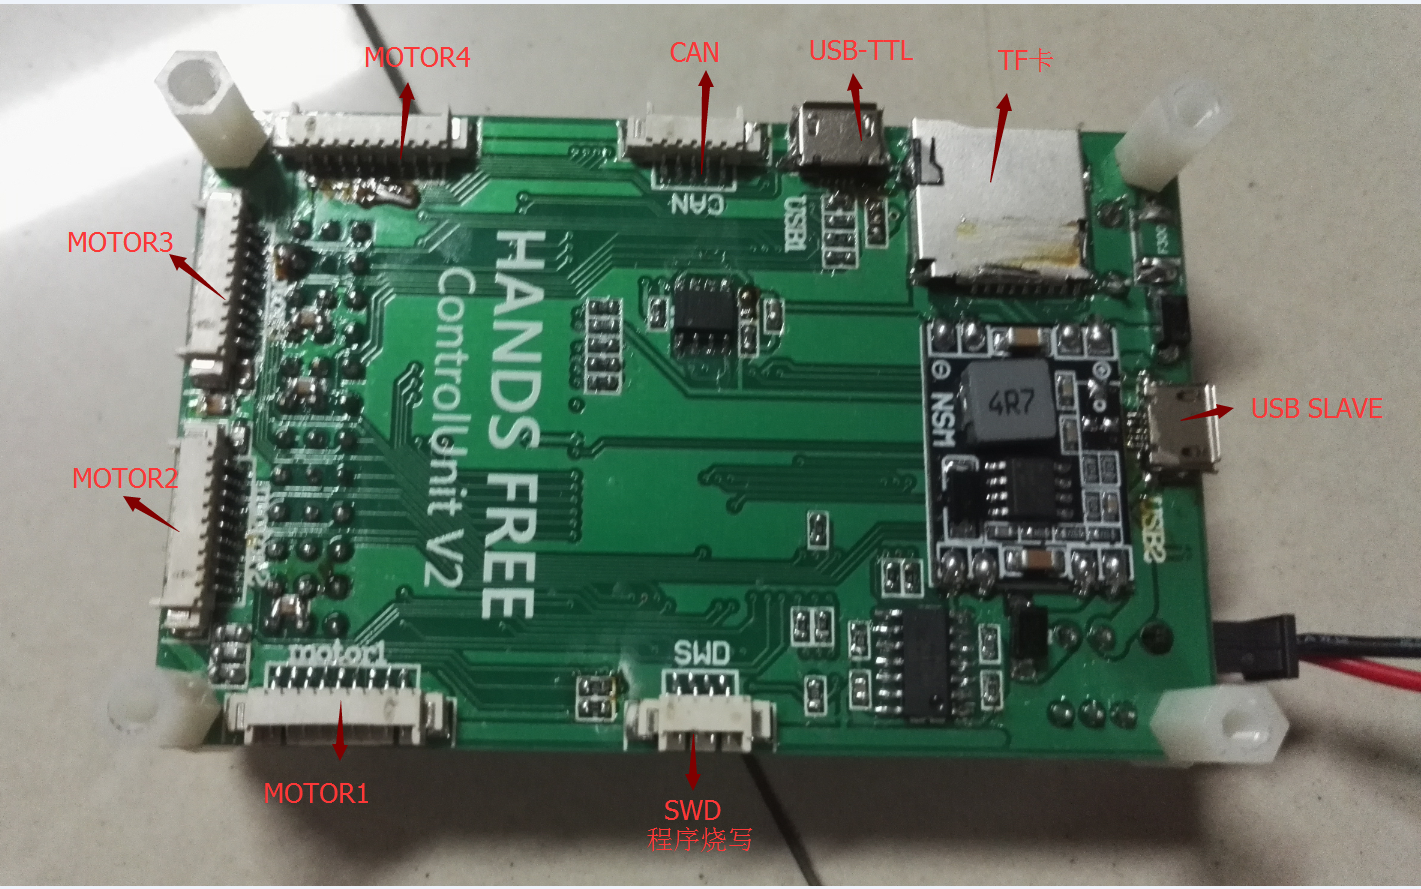 MOTOR4
CAN
USB-TTL
TF卡
MOTOR3
MOTOR2
USB SLAVE
MOTOR1
SWD
程序烧写
CAN
USB1
HANDS FREE
ControlUnit V2
4R7
NSM
USB2
motor1
SWD